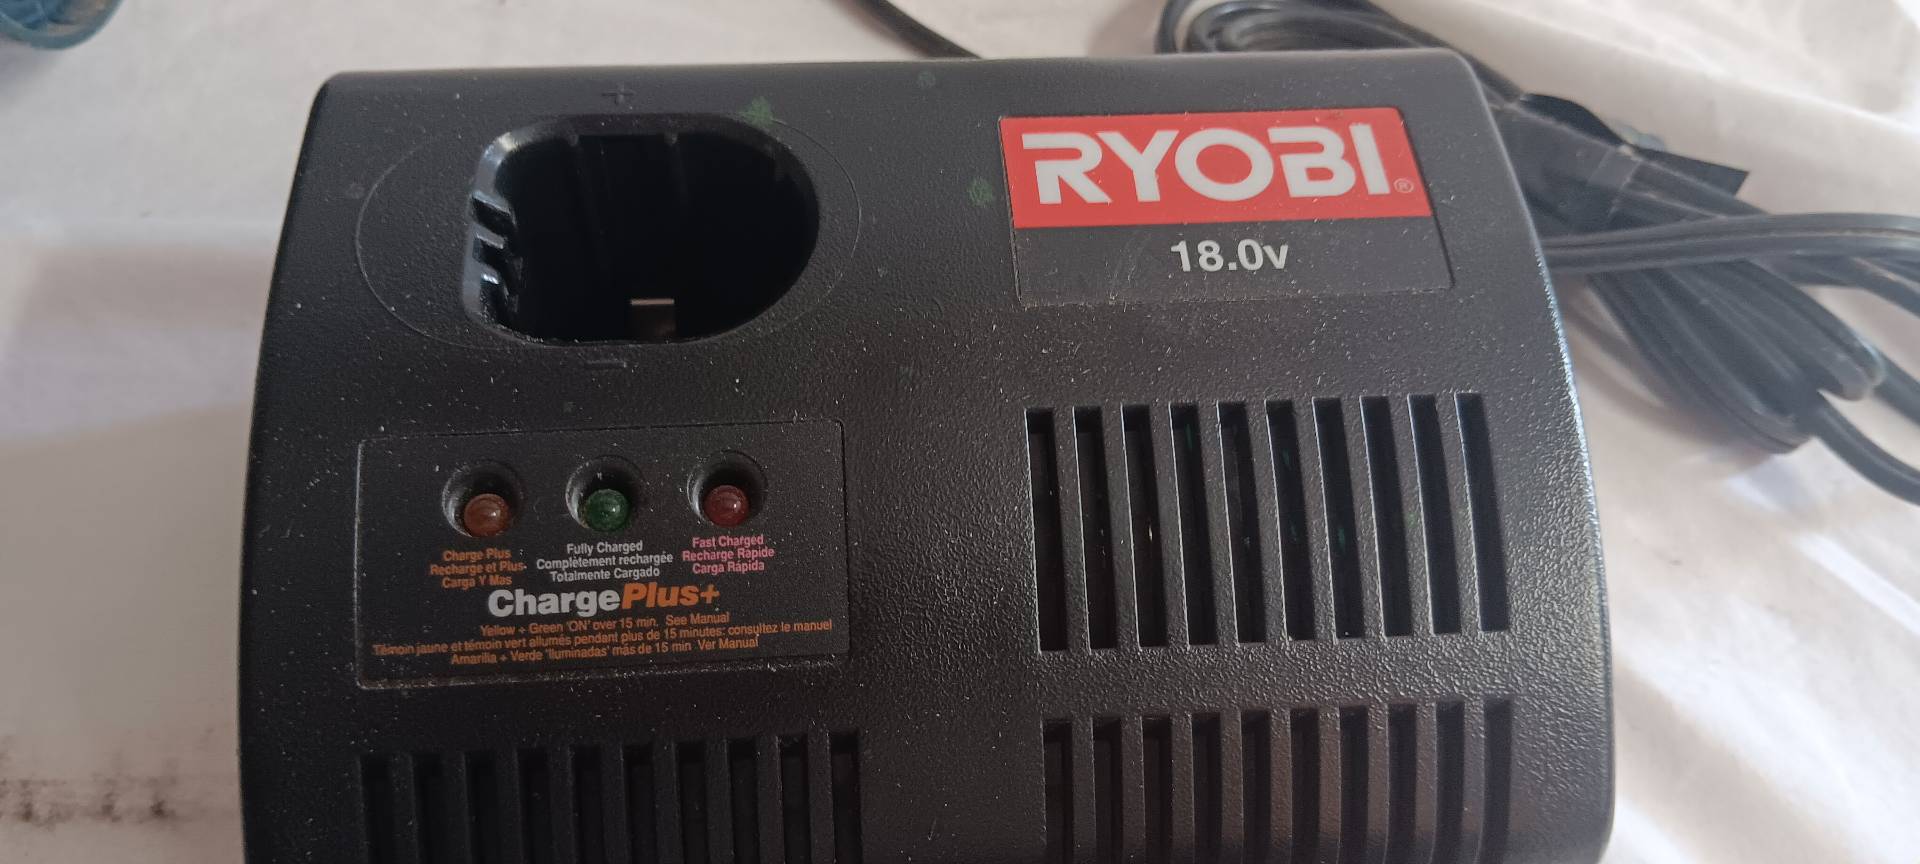 +
RYOBI®
18.0v
−
Charge Plus
Recharge et Plus
Carga Y Mas
Fully Charged
Complètement rechargée
Totalmente Cargado
Fast Charged
Recharge Rapide
Carga Rápida
ChargePlus+
Yellow + Green 'ON' over 15 min. See Manual
Témoin jaune et témoin vert allumés pendant plus de 15 minutes: consultez le manuel
Amarilla + Verde 'Iluminadas' más de 15 min Ver Manual